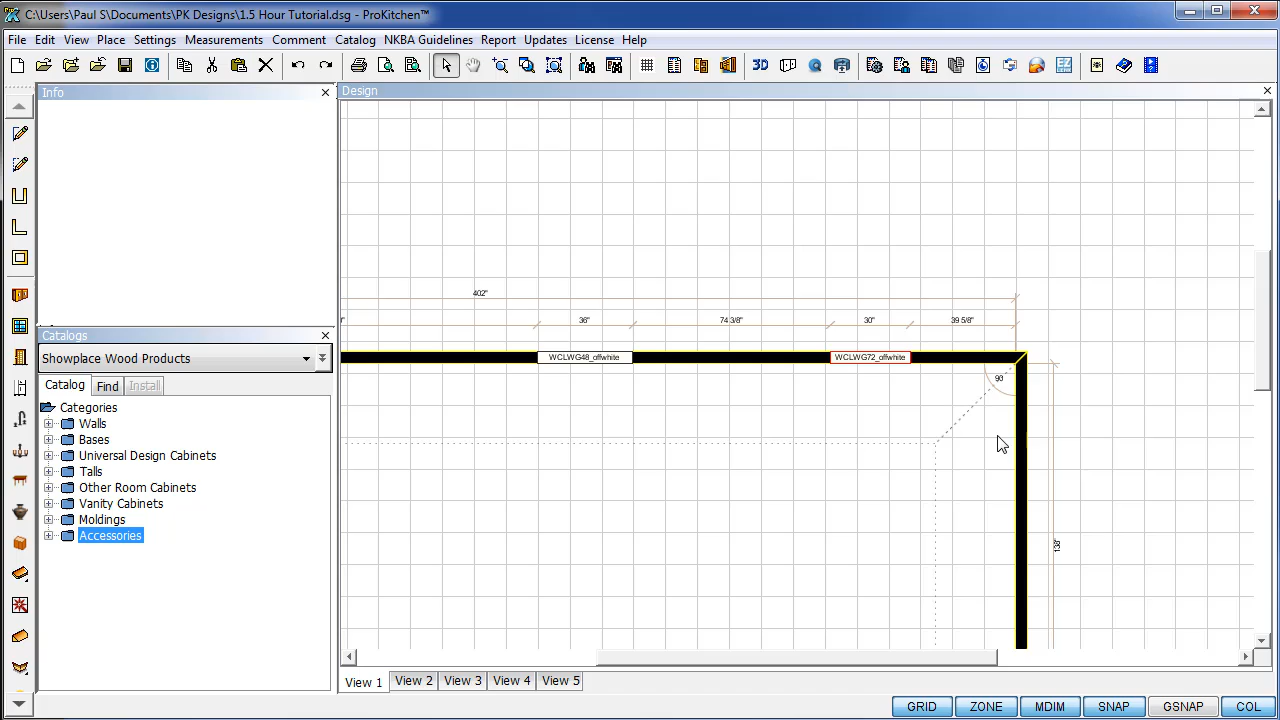 C:\Users\Paul S\Documents\PK Designs\1.5 Hour Tutorial.dsg - ProKitchen™
File Edit View Place Settings Measurements Comment Catalog NKBA Guidelines Report Updates License Help
3D
EZ
Info
Design
402"
36" 74 3/8" 30" 39 5/8"
WCLWG48_offwhite WCLWG72_offwhite
90
138"
Catalogs
Showplace Wood Products
Catalog Find Install
Categories
Walls
Bases
Universal Design Cabinets
Talls
Other Room Cabinets
Vanity Cabinets
Moldings
Accessories
View 1 View 2 View 3 View 4 View 5
GRID ZONE MDIM SNAP GSNAP COL